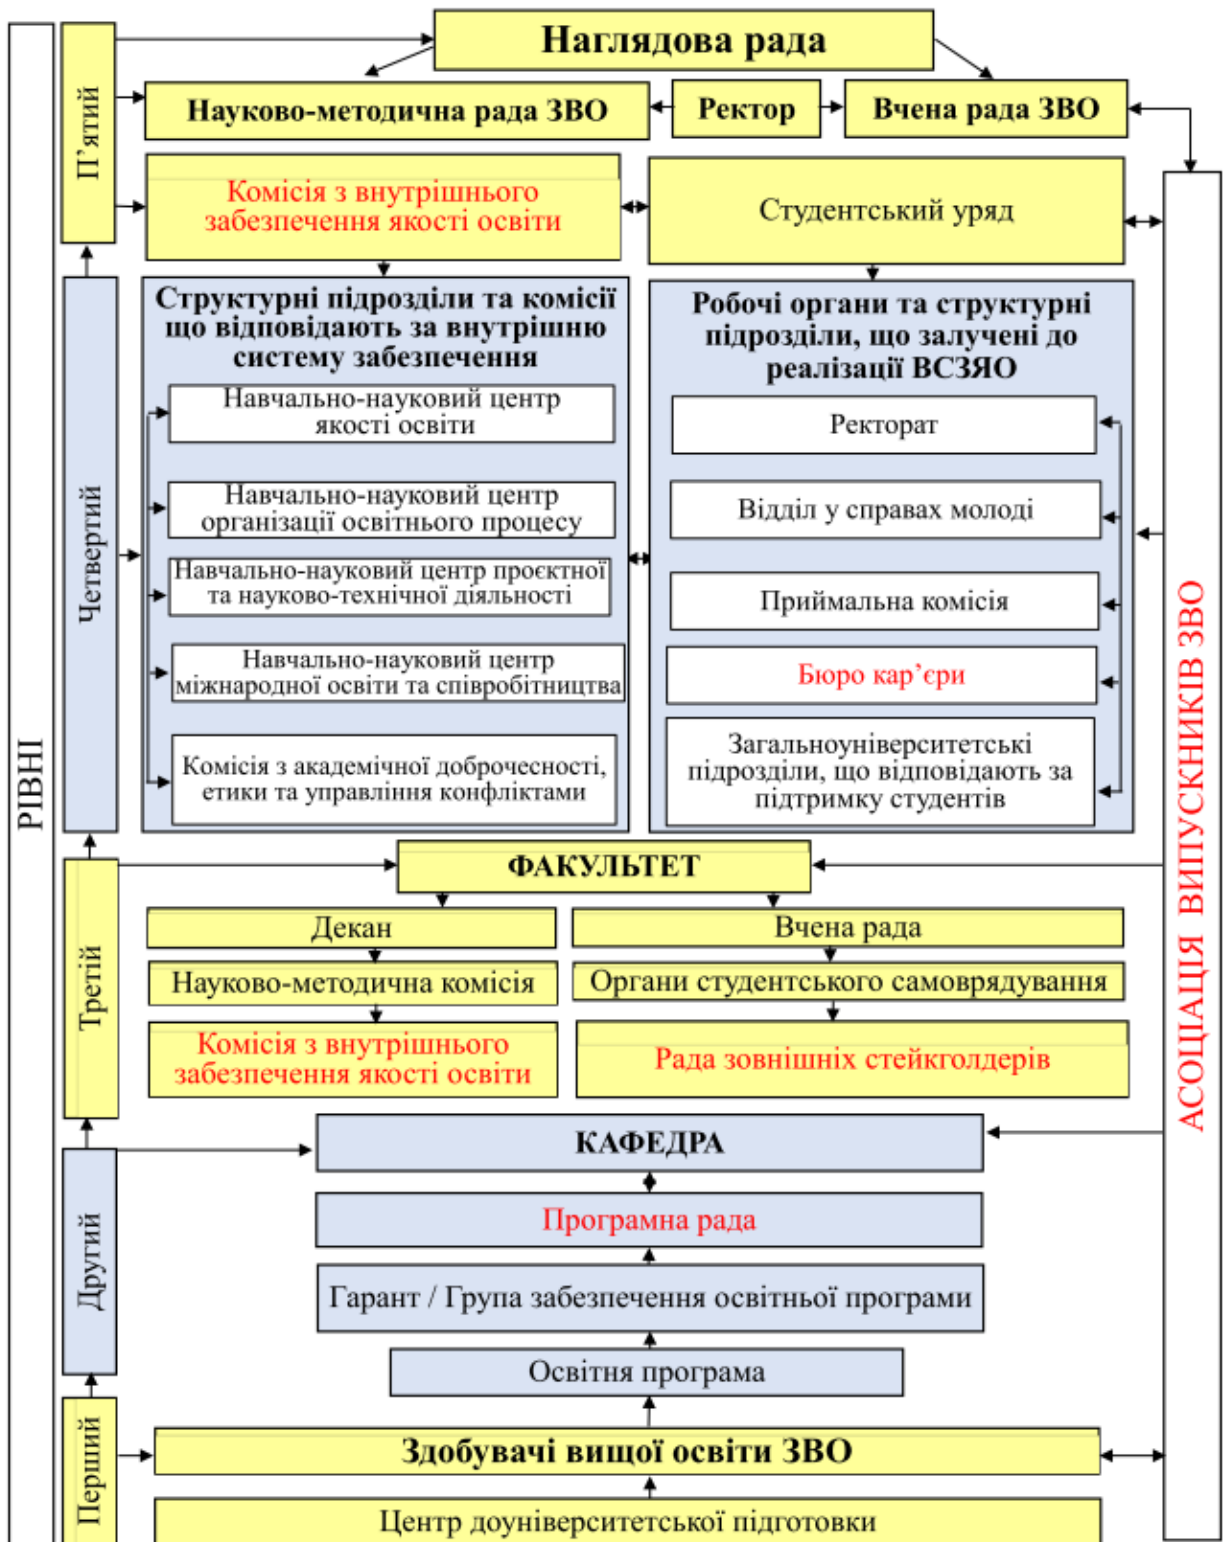 РІВНІ
П’ятий
Наглядова рада
Науково-методична рада ЗВО
Ректор
Вчена рада ЗВО
Комісія з внутрішнього
забезпечення якості освіти
Студентський уряд
Четвертий
Структурні підрозділи та комісії
що відповідають за внутрішню
систему забезпечення
Навчально-науковий центр
якості освіти
Навчально-науковий центр
організації освітнього процесу
Навчально-науковий центр проєктної
та науково-технічної діяльності
Навчально-науковий центр
міжнародної освіти та співробітництва
Комісія з академічної доброчесності,
етики та управління конфліктами
Робочі органи та структурні
підрозділи, що залучені до
реалізації ВСЗЯО
Ректорат
Відділ у справах молоді
Приймальна комісія
Бюро кар’єри
Загальноуніверситетські
підрозділи, що відповідають за
підтримку студентів
Третій
ФАКУЛЬТЕТ
Декан
Вчена рада
Науково-методична комісія
Органи студентського самоврядування
Комісія з внутрішнього
забезпечення якості освіти
Рада зовнішніх стейкголдерів
Другий
КАФЕДРА
Програмна рада
Гарант / Група забезпечення освітньої програми
Освітня програма
Перший
Здобувачі вищої освіти ЗВО
Центр доуніверситетської підготовки
АСОЦІАЦІЯ ВИПУСКНИКІВ ЗВО